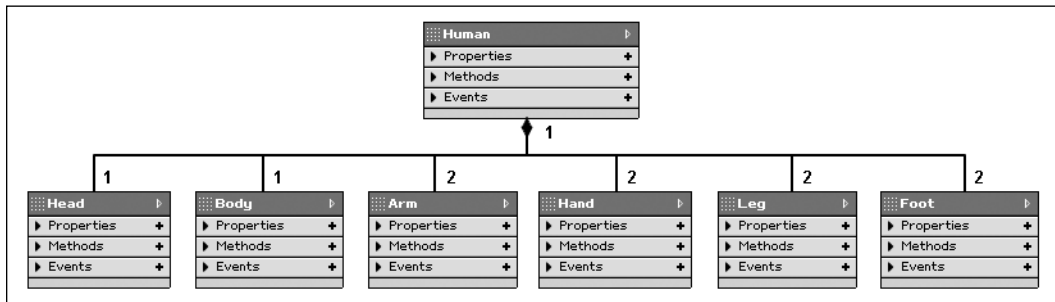 Human
Properties
Methods
Events
1
1
1
2
2
2
2
Head
Body
Arm
Hand
Leg
Foot
Properties
Properties
Properties
Properties
Properties
Properties
Methods
Methods
Methods
Methods
Methods
Methods
Events
Events
Events
Events
Events
Events